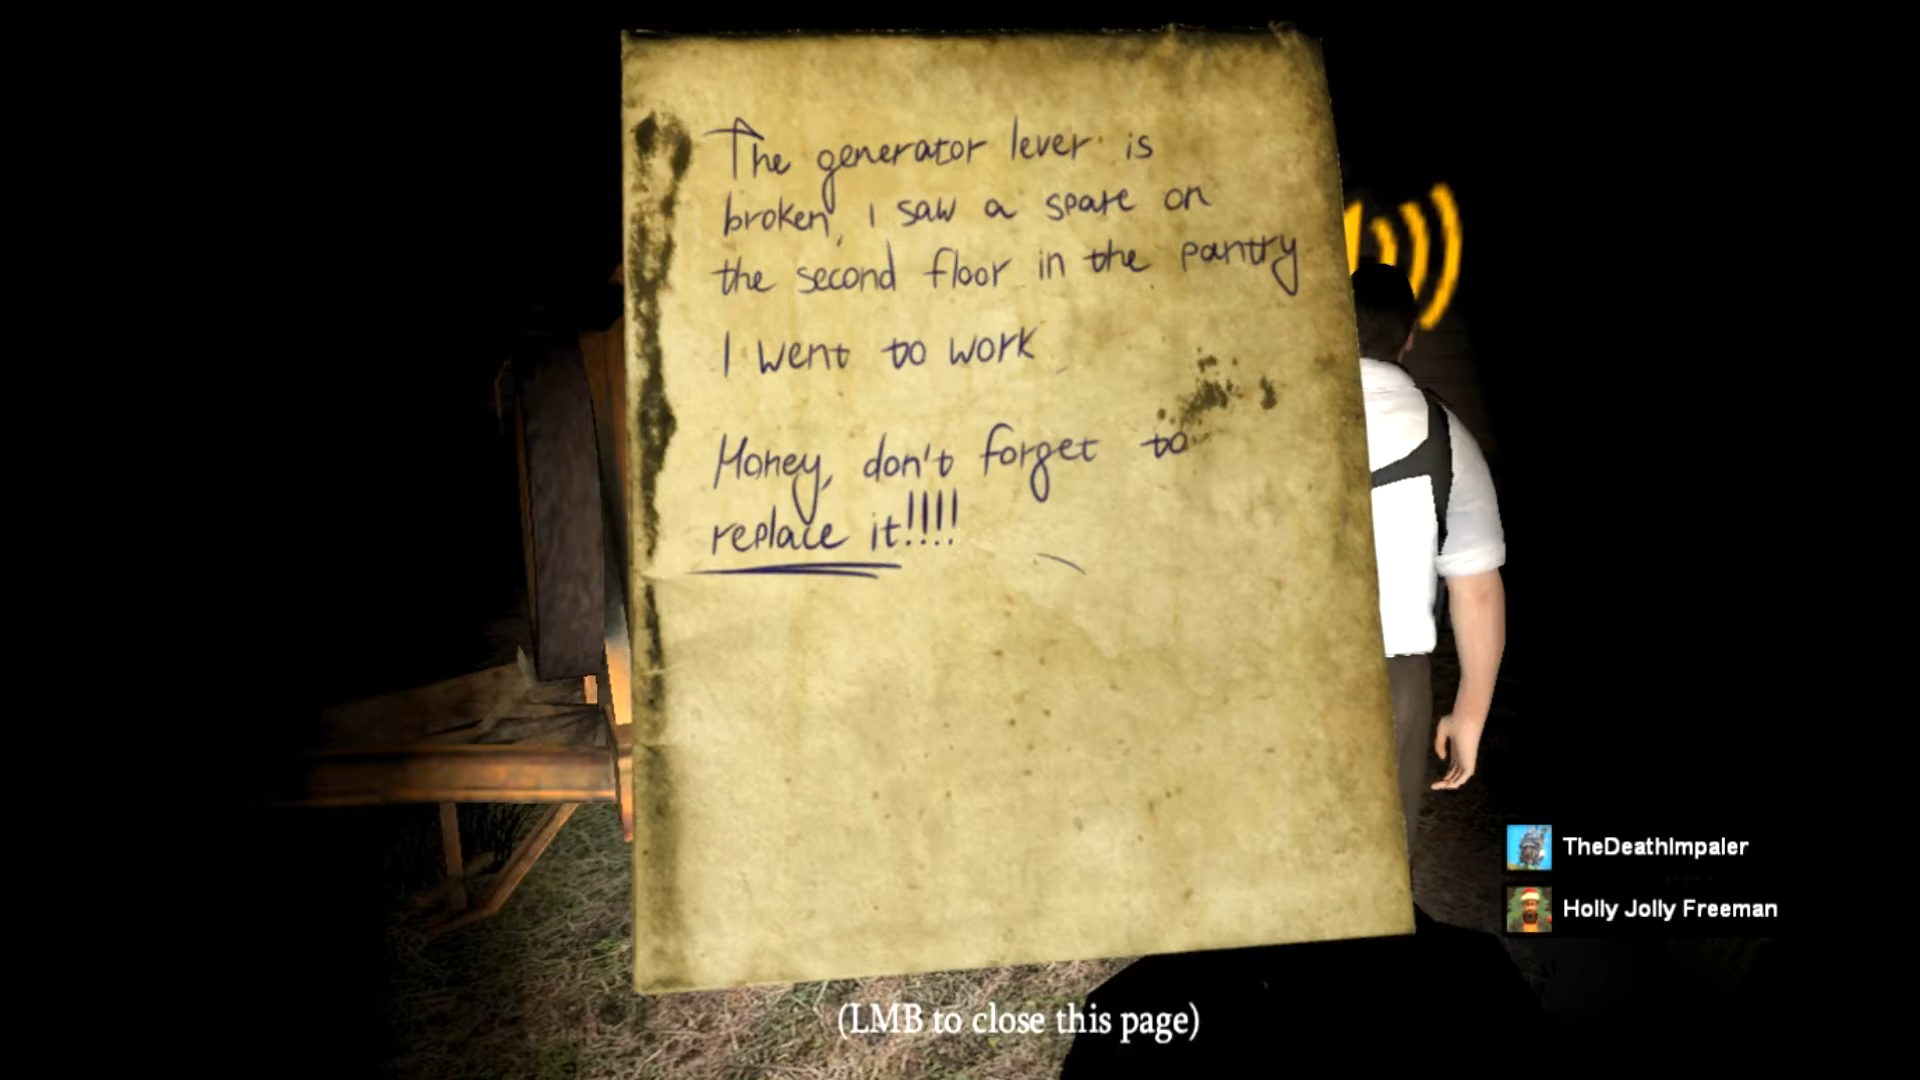 The generator lever is
broken, I saw a spare on
the second floor in the pantry
I went to work
Honey, don't forget to
replace it!!!!
TheDeathImpaler
Holly Jolly Freeman
(LMB to close this page)